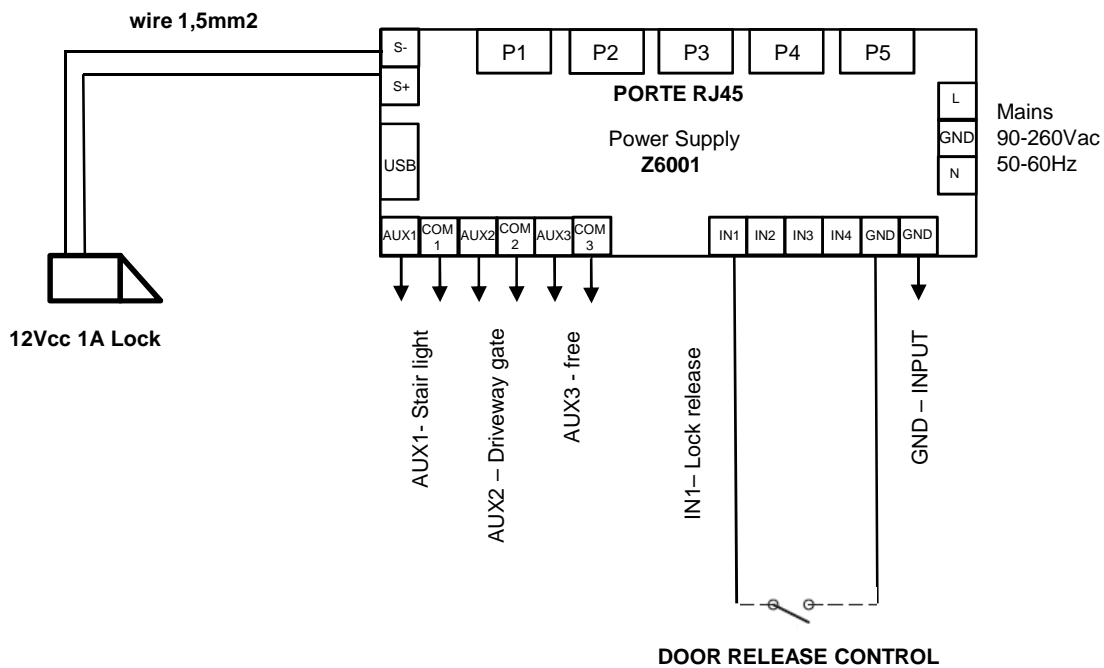 wire 1,5mm2
S-
S+
USB
P1
P2
P3
P4
P5
PORTE RJ45
Power Supply
Z6001
L
GND
N
Mains
90-260Vac
50-60Hz
AUX1
COM
1
AUX2
COM
2
AUX3
COM
3
IN1
IN2
IN3
IN4
GND
GND
12Vcc 1A Lock
AUX1- Stair light
AUX2 – Driveway gate
AUX3 - free
IN1– Lock release
GND – INPUT
DOOR RELEASE CONTROL